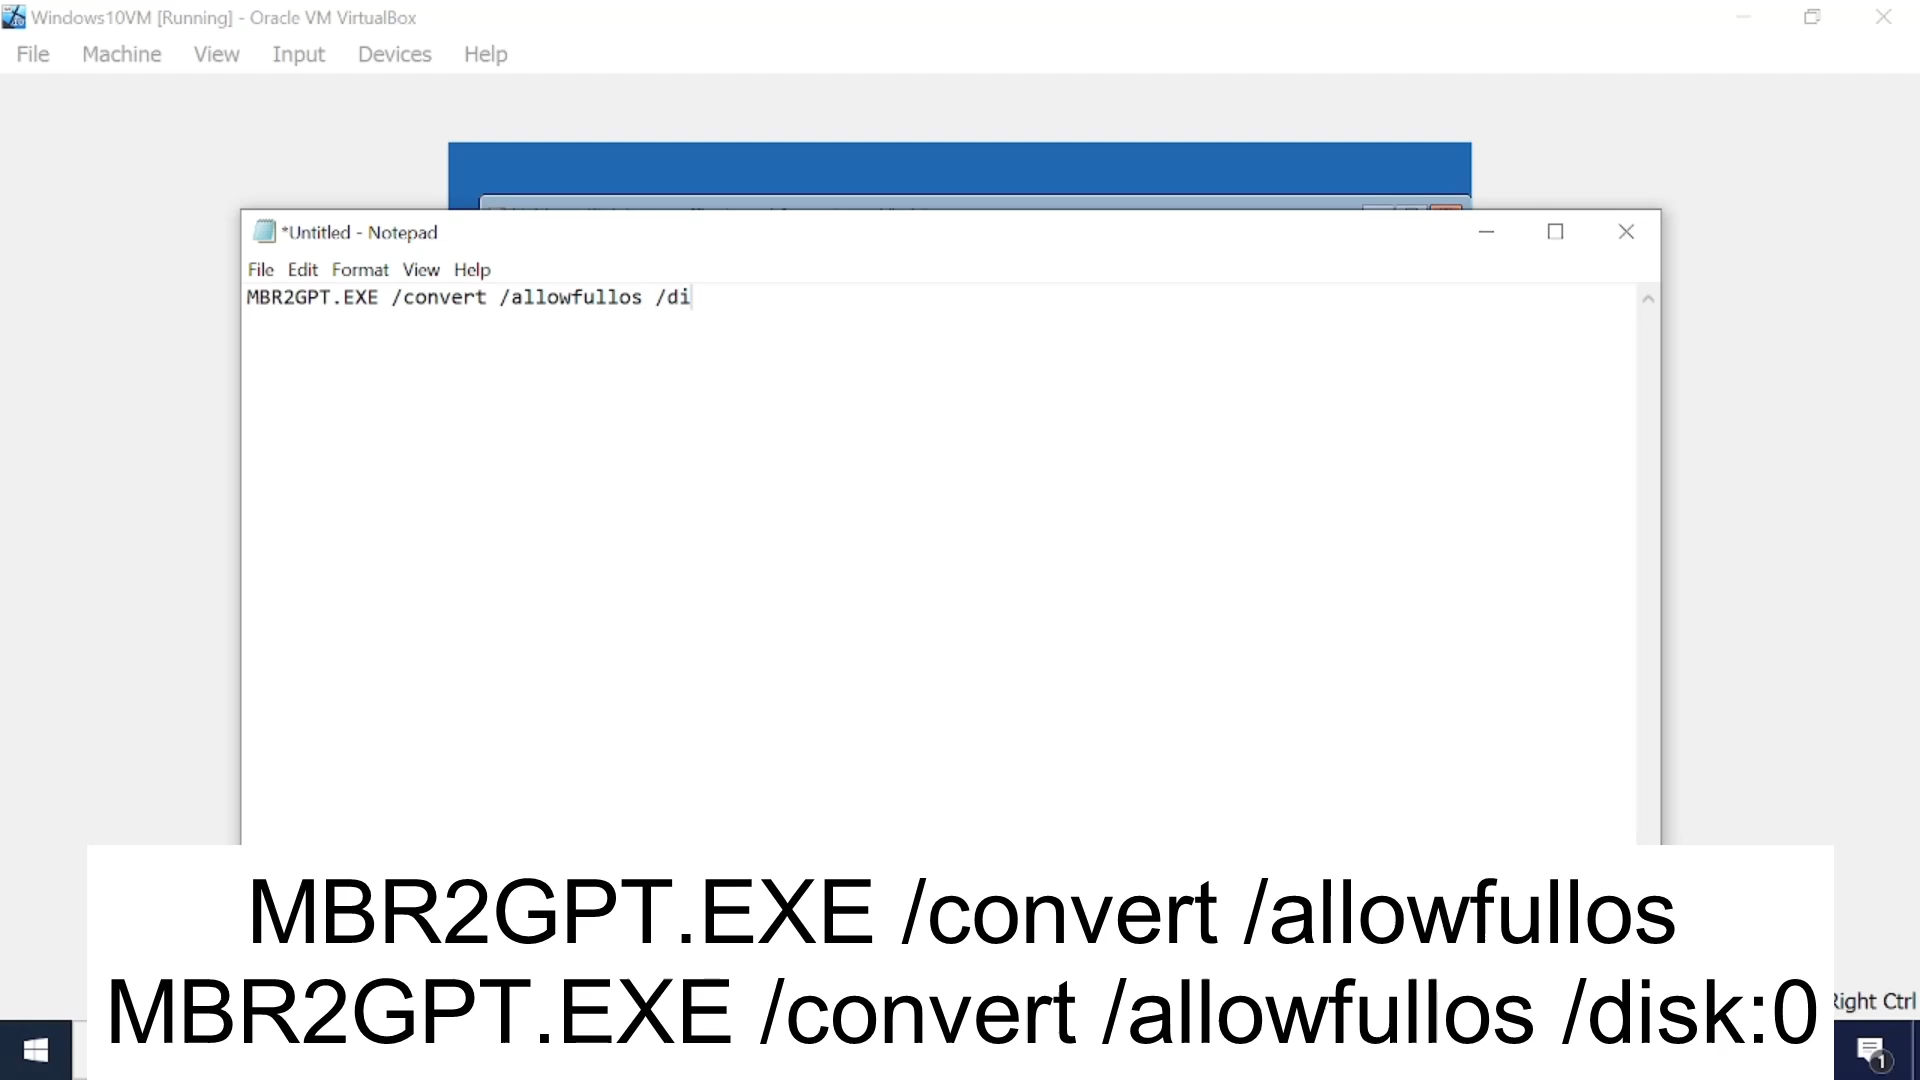 Windows10VM [Running] - Oracle VM VirtualBox
File Machine View Input Devices Help
*Untitled - Notepad
File Edit Format View Help
MBR2GPT.EXE /convert /allowfullos /di
MBR2GPT.EXE /convert /allowfullos
MBR2GPT.EXE /convert /allowfullos /disk:0
Right Ctrl
1